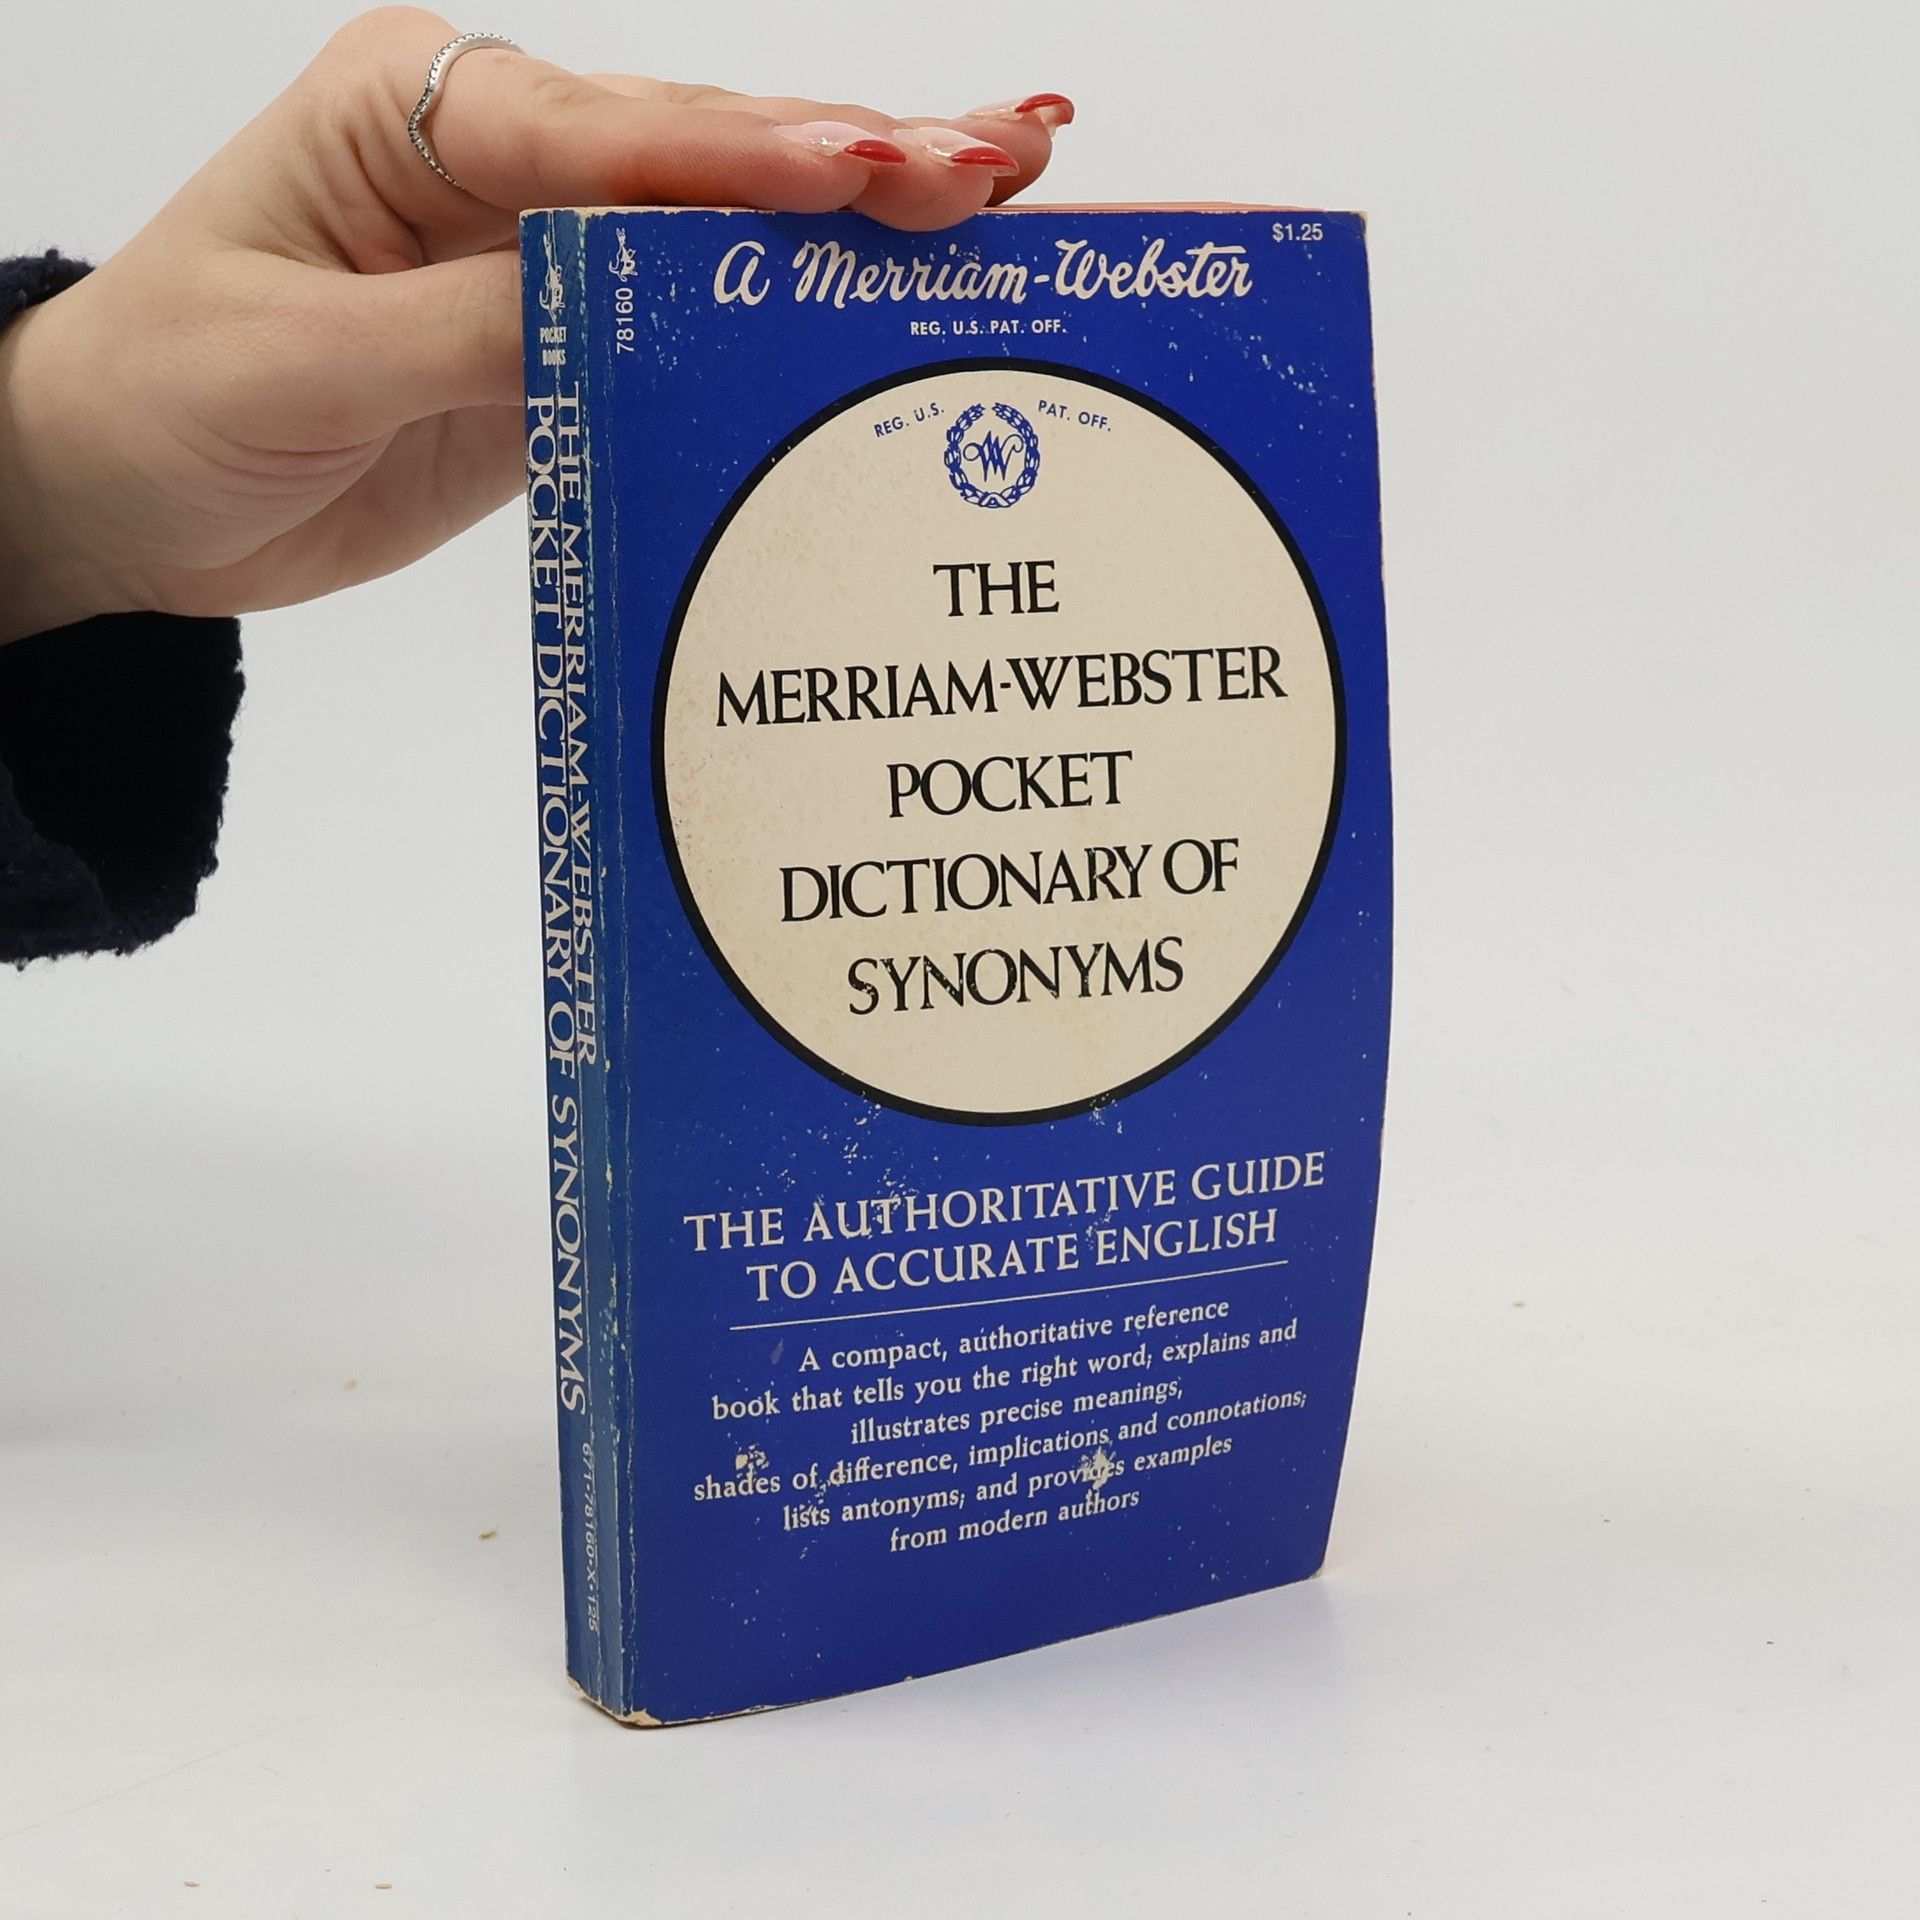 $1.25
A Merriam-Webster
REG. U.S. PAT. OFF.
78160
REG. U.S. PAT. OFF.
W
THE
MERRIAM-WEBSTER
POCKET
DICTIONARY OF
SYNONYMS
THE AUTHORITATIVE GUIDE
TO ACCURATE ENGLISH
A compact, authoritative reference
book that tells you the right word; explains and
illustrates precise meanings,
shades of difference, implications and connotations;
lists antonyms; and provides examples
from modern authors
POCKET
BOOKS
THE MERRIAM-WEBSTER
POCKET DICTIONARY OF SYNONYMS
671-78160-X•125